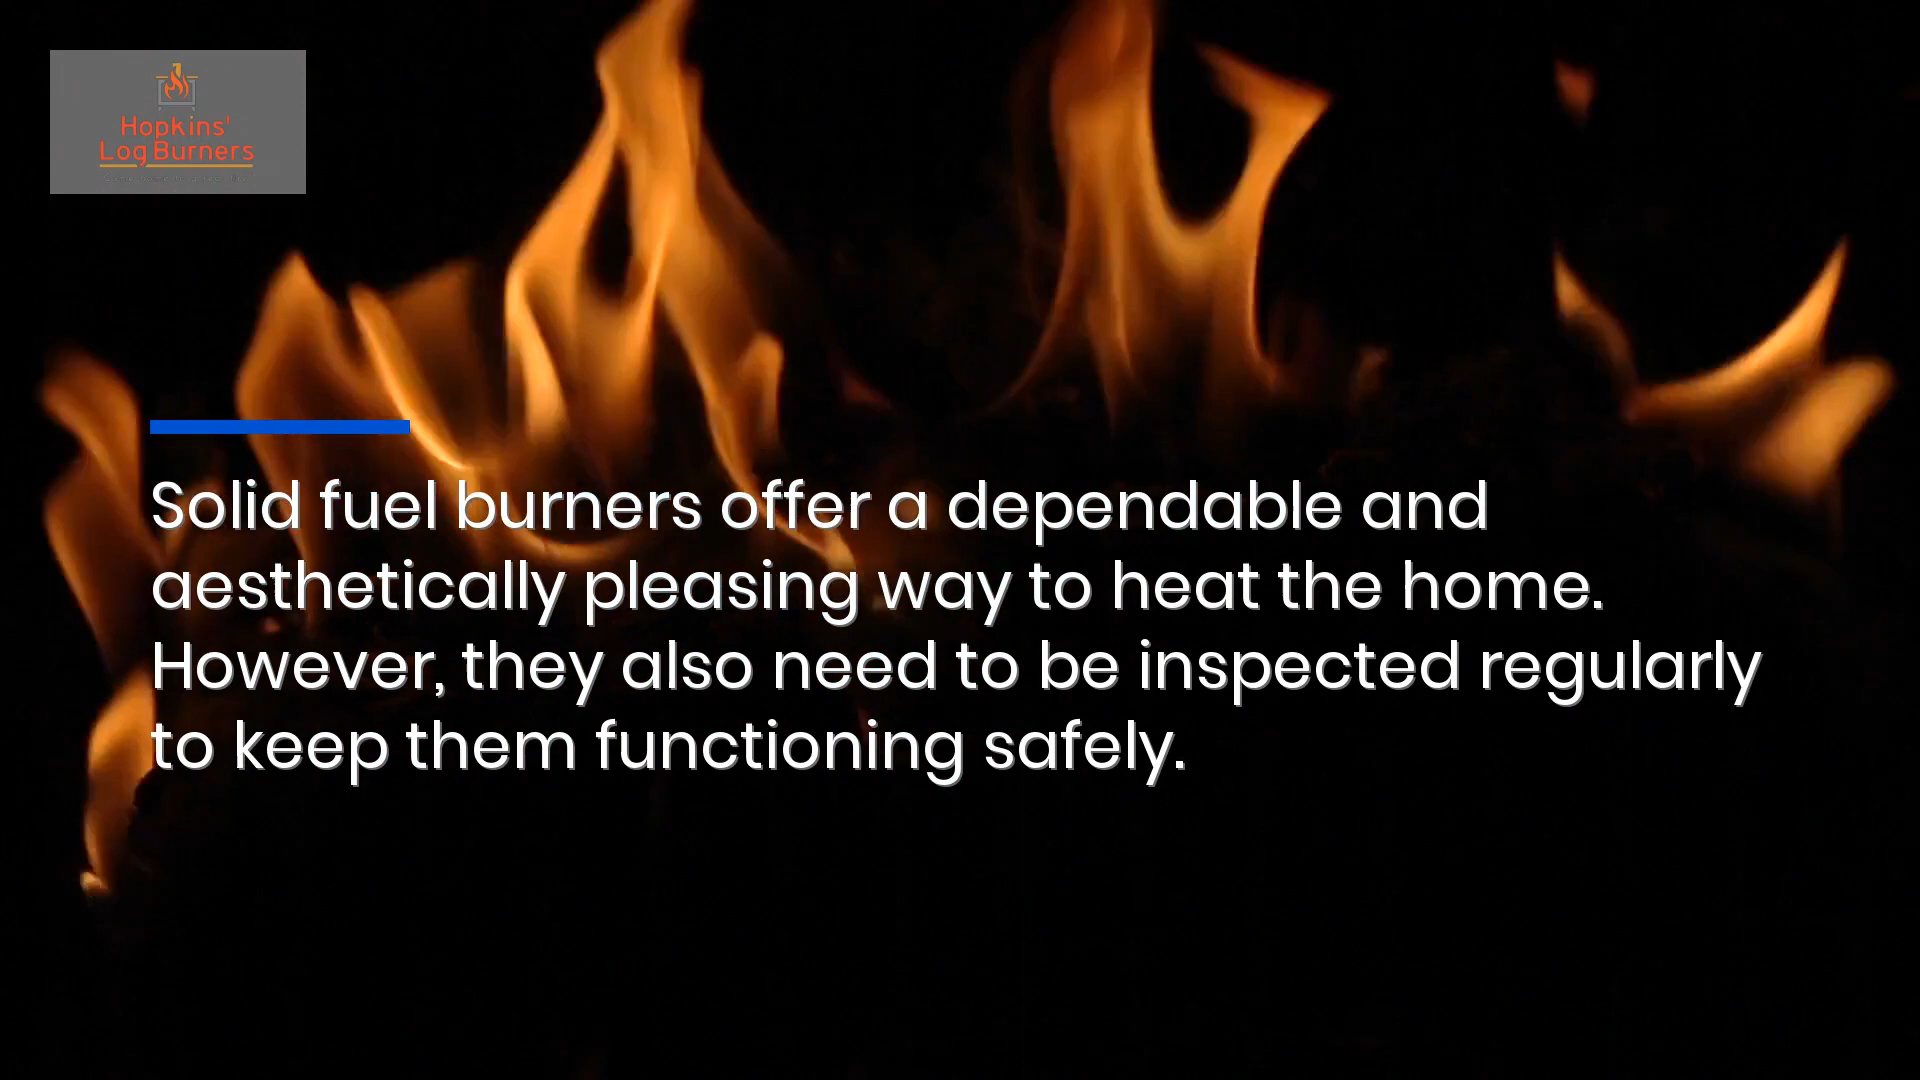 Hopkins'
Log Burners
Solid fuel burners offer a dependable and
aesthetically pleasing way to heat the home.
However, they also need to be inspected regularly
to keep them functioning safely.